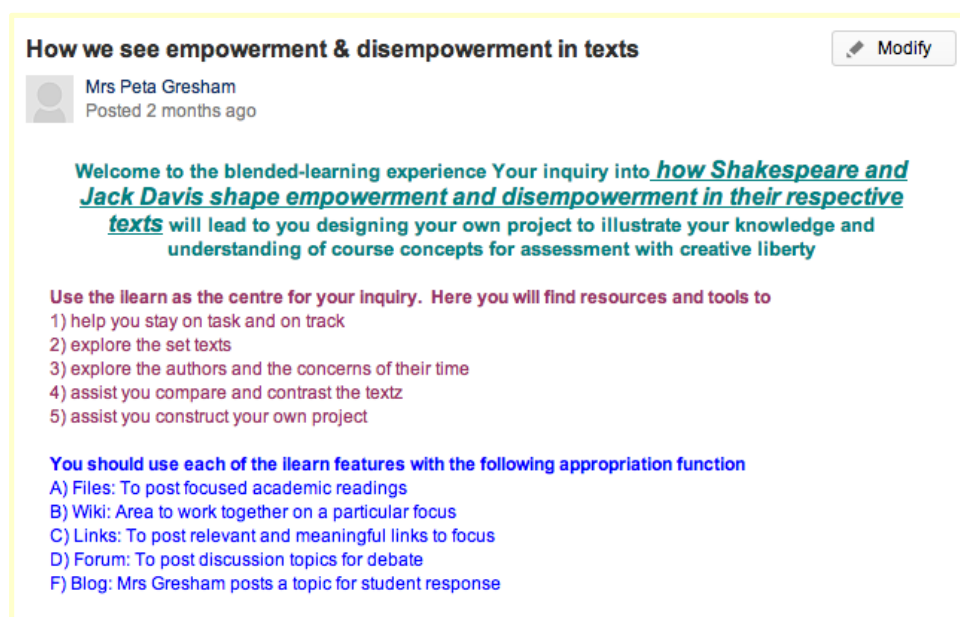 How we see empowerment & disempowerment in texts
Modify
Mrs Peta Gresham
Posted 2 months ago
Welcome to the blended-learning experience Your inquiry into how Shakespeare and
Jack Davis shape empowerment and disempowerment in their respective
texts will lead to you designing your own project to illustrate your knowledge and
understanding of course concepts for assessment with creative liberty
Use the ilearn as the centre for your inquiry.  Here you will find resources and tools to
1) help you stay on task and on track
2) explore the set texts
3) explore the authors and the concerns of their time
4) assist you compare and contrast the textz
5) assist you construct your own project
You should use each of the ilearn features with the following appropriation function
A) Files: To post focused academic readings
B) Wiki: Area to work together on a particular focus
C) Links: To post relevant and meaningful links to focus
D) Forum: To post discussion topics for debate
F) Blog: Mrs Gresham posts a topic for student response